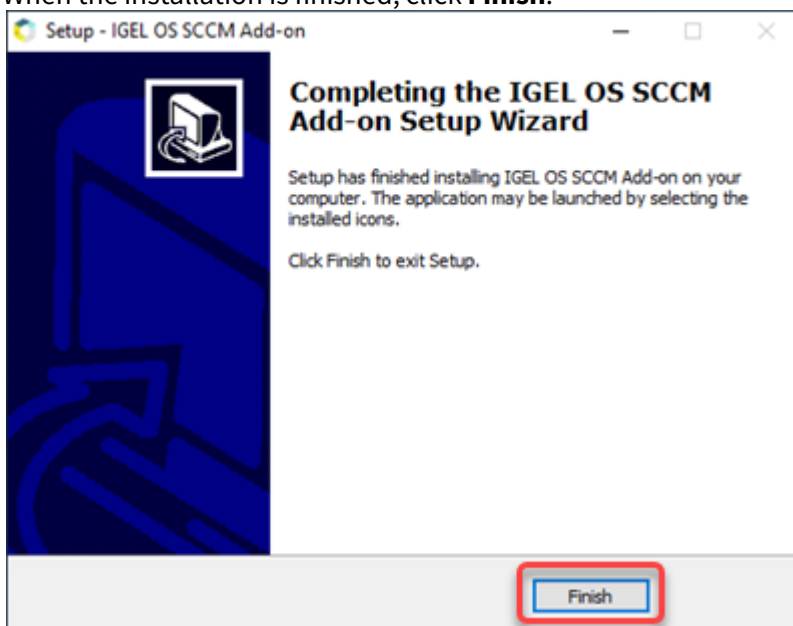 When the installation is finished, click Finish.
Setup - IGEL OS SCCM Add-on
Completing the IGEL OS SCCM
Add-on Setup Wizard
Setup has finished installing IGEL OS SCCM Add-on on your
computer. The application may be launched by selecting the
installed icons.
Click Finish to exit Setup.
Finish